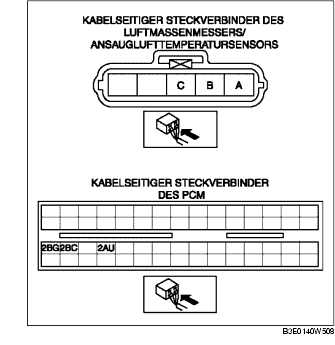 KABELSEITIGER STECKVERBINDER DES
LUFTMASSENMESSERS/
ANSAUGLUFTTEMPERATURSENSORS
C B A
KABELSEITIGER STECKVERBINDER
DES PCM
2BG 2BC 2AU
B3E0140W508